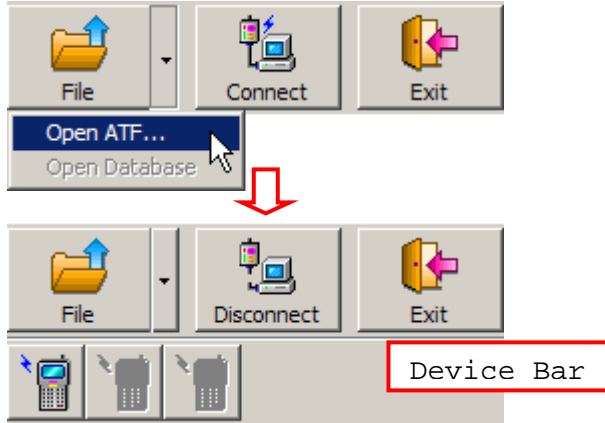 File Connect Exit
Open ATF...
Open Database
File Disconnect Exit
Device Bar